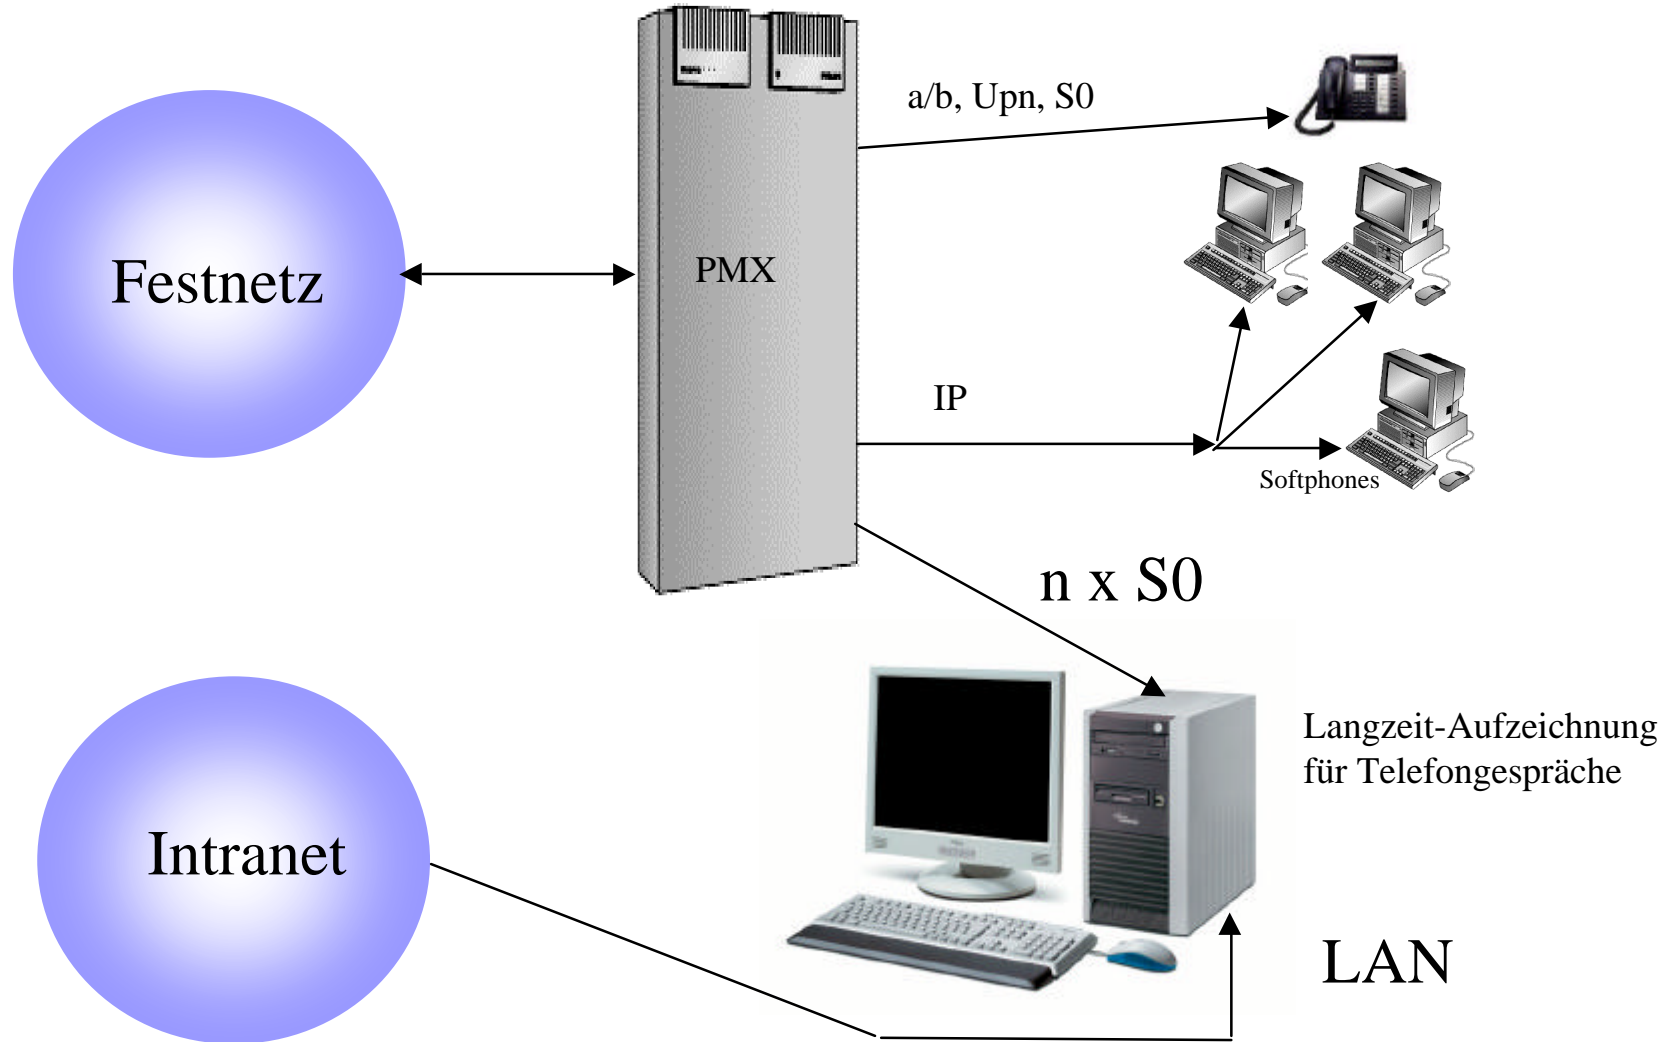 a/b, Upn, S0
Festnetz
PMX
IP
Softphones
n x S0
Langzeit-Aufzeichnung
für Telefongespräche
Intranet
LAN